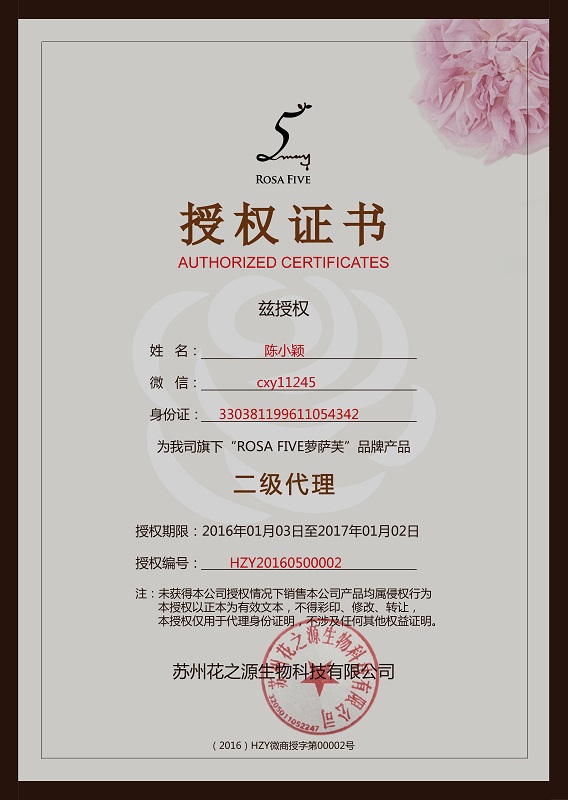 5
may
ROSA FIVE
授权证书
AUTHORIZED CERTIFICATES
兹授权
姓 名：陈小颖
微 信：cxy11245
身份证：330381199611054342
为我司旗下“ROSA FIVE萝萨芙”品牌产品
二级代理
授权期限：2016年01月03日至2017年01月02日
授权编号：HZY20160500002
注：未获得本公司授权情况下销售本公司产品均属侵权行为
本授权以正本为有效文本，不得彩印、修改、转让，
本授权仅用于代理身份证明，不涉及任何其他权益证明。
苏州花之源生物科技有限公司
苏州花之源生物科技有限公司
3205011052247
（2016）HZY微商授字第00002号